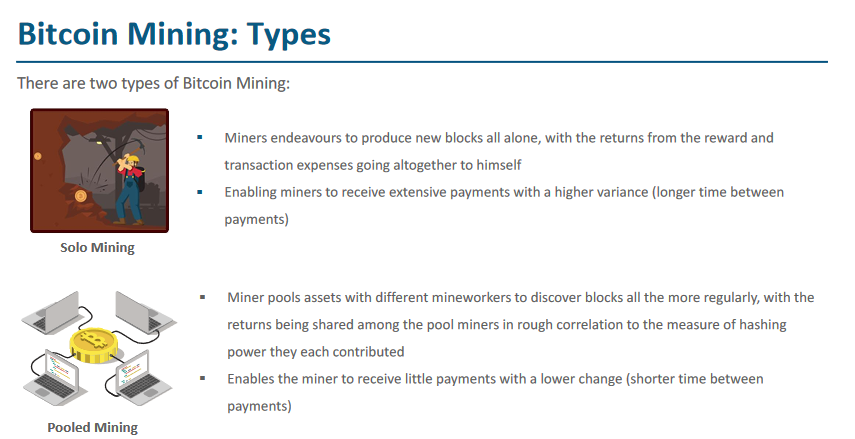 Bitcoin Mining: Types
There are two types of Bitcoin Mining:
▪ Miners endeavours to produce new blocks all alone, with the returns from the reward and
transaction expenses going altogether to himself
▪ Enabling miners to receive extensive payments with a higher variance (longer time between
payments)
Solo Mining
▪ Miner pools assets with different mineworkers to discover blocks all the more regularly, with the
returns being shared among the pool miners in rough correlation to the measure of hashing
power they each contributed
▪ Enables the miner to receive little payments with a lower change (shorter time between
payments)
Pooled Mining